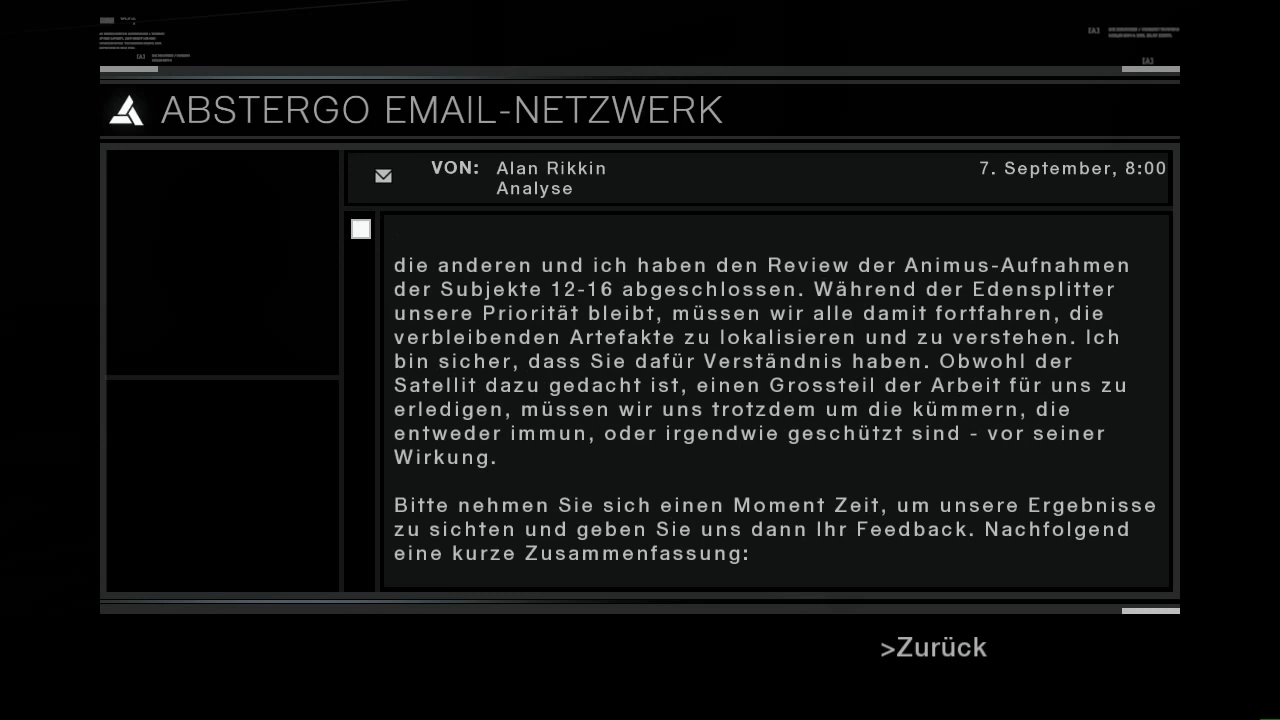 ABSTERGO EMAIL-NETZWERK
VON: Alan Rikkin 7. September, 8:00
Analyse
die anderen und ich haben den Review der Animus-Aufnahmen
der Subjekte 12-16 abgeschlossen. Während der Edensplitter
unsere Priorität bleibt, müssen wir alle damit fortfahren, die
verbleibenden Artefakte zu lokalisieren und zu verstehen. Ich
bin sicher, dass Sie dafür Verständnis haben. Obwohl der
Satellit dazu gedacht ist, einen Grossteil der Arbeit für uns zu
erledigen, müssen wir uns trotzdem um die kümmern, die
entweder immun, oder irgendwie geschützt sind - vor seiner
Wirkung.
Bitte nehmen Sie sich einen Moment Zeit, um unsere Ergebnisse
zu sichten und geben Sie uns dann Ihr Feedback. Nachfolgend
eine kurze Zusammenfassung:
>Zurück